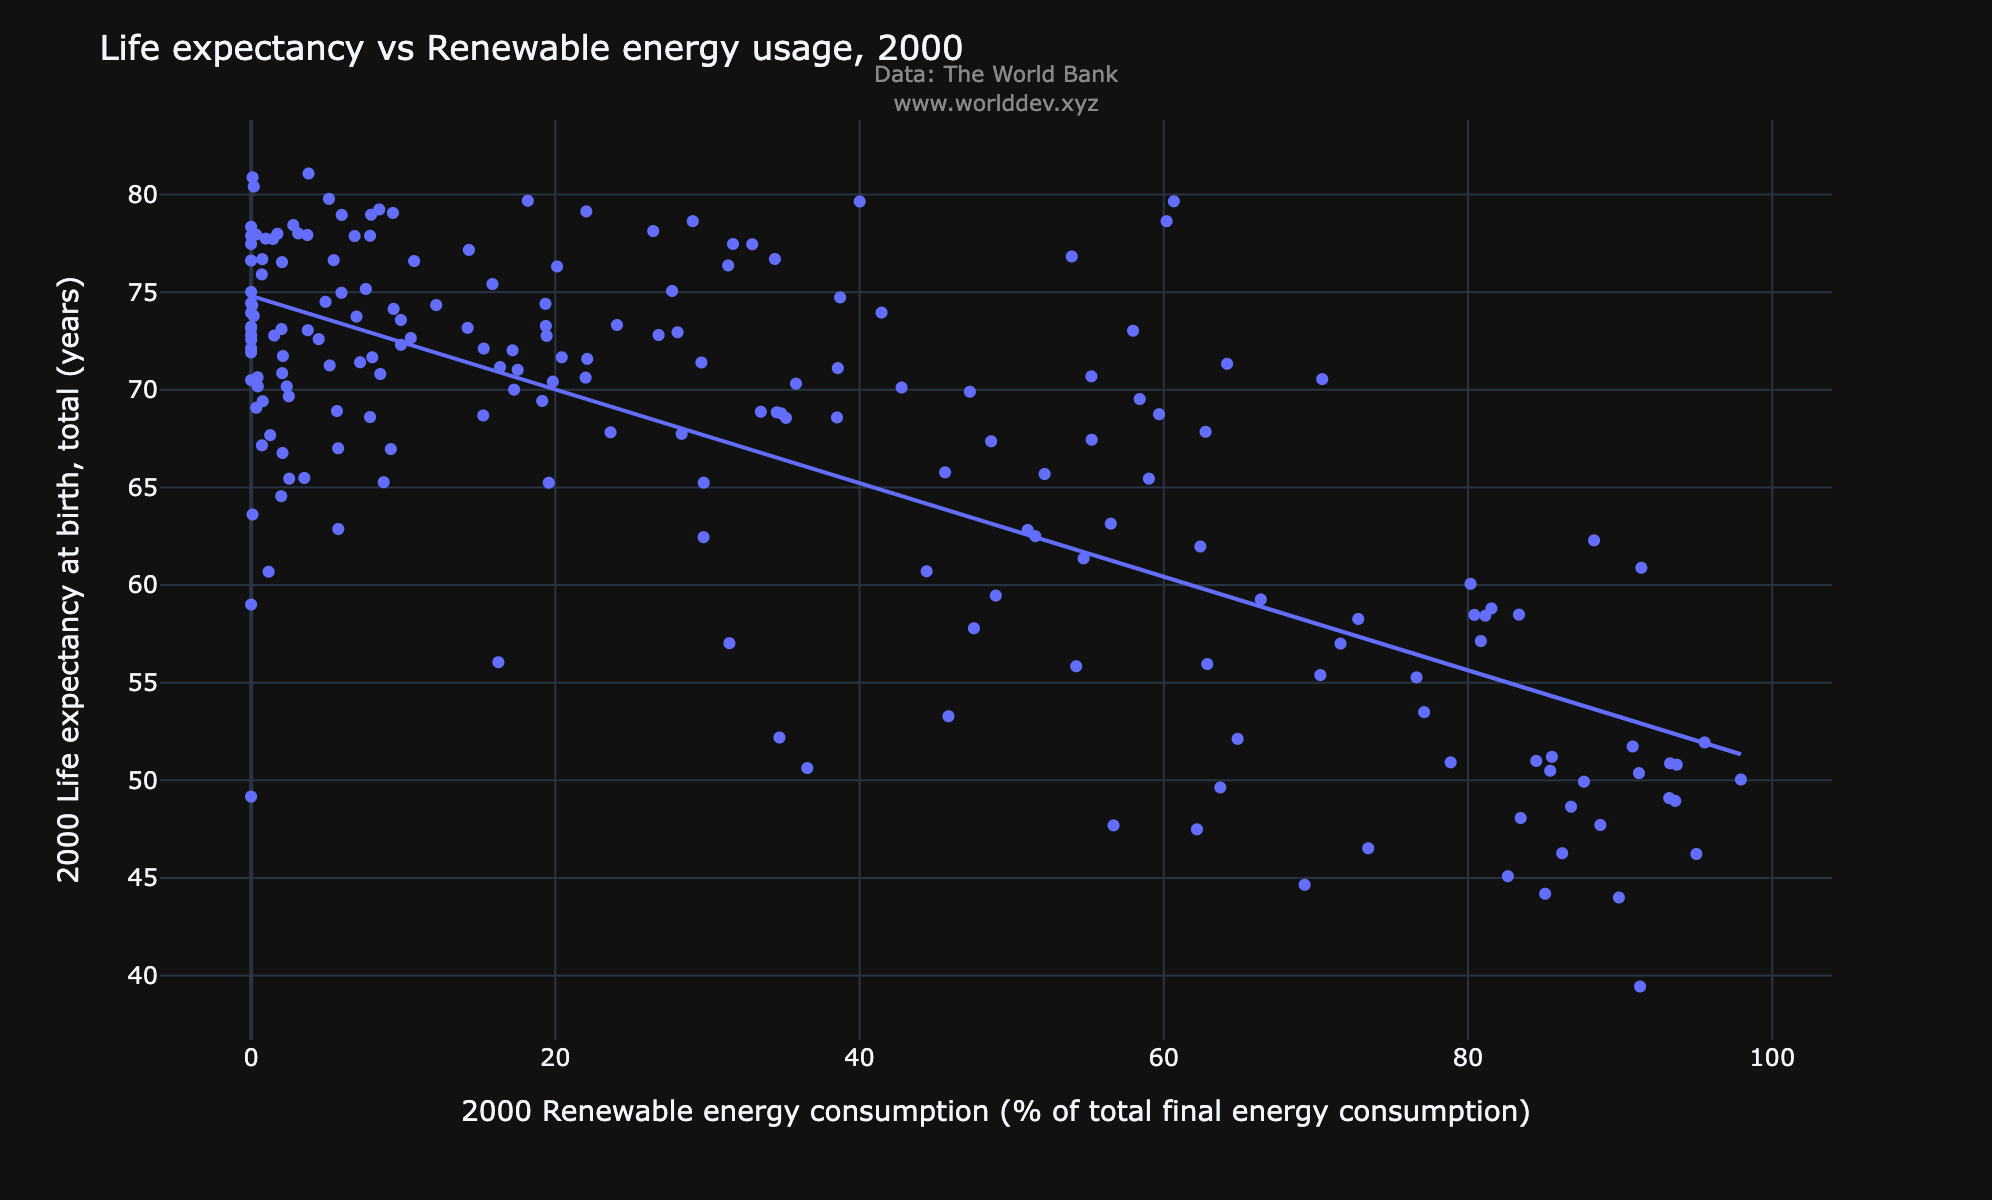 Life expectancy vs Renewable energy usage, 2000
Data: The World Bank
www.worlddev.xyz
2000 Life expectancy at birth, total (years)
80
75
70
65
60
55
50
45
40
0 20 40 60 80 100
2000 Renewable energy consumption (% of total final energy consumption)